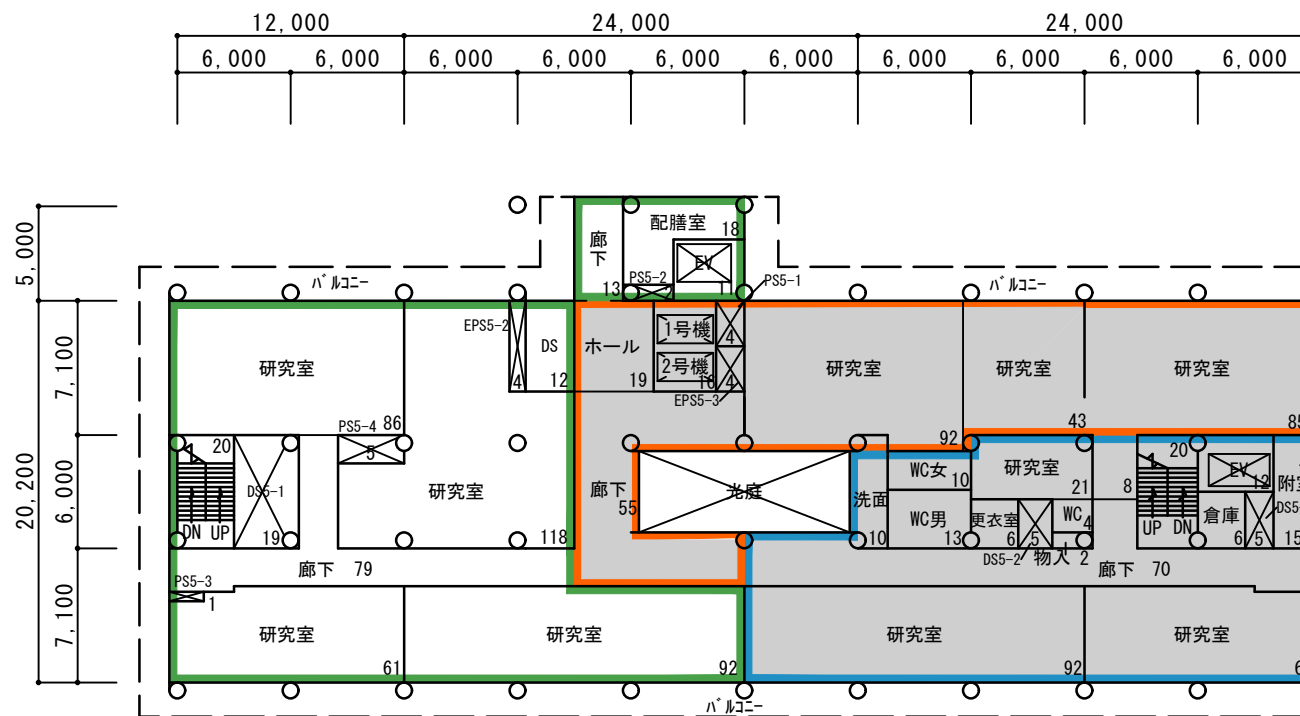 12,000 24,000 24,000
6,000 6,000 6,000 6,000 6,000 6,000 6,000 6,000 6,000 6,000
5,000
7,100
20,200
6,000
7,100
配膳室
18
廊下
EV
PS5-2
2
13
11
PS5-1
バルコニー
バルコニー
EPS5-2
DS
ホール
1号機
4
2号機
4
4
12
19
EPS5-3
研究室
研究室
研究室
研究室
86
92
43
85
PS5-4
5
20
DS5-1
DN UP
19
研究室
118
廊下
55
光庭
洗面
10
WC女
10
WC男
13
研究室
21
8
更衣室
6
5
WC
4
DS5-2
物入 2
20
UP DN
EV
12
倉庫
6
5
附室
15
廊下 79
廊下 70
PS5-3
1
研究室
研究室
研究室
研究室
61
92
92
バルコニー